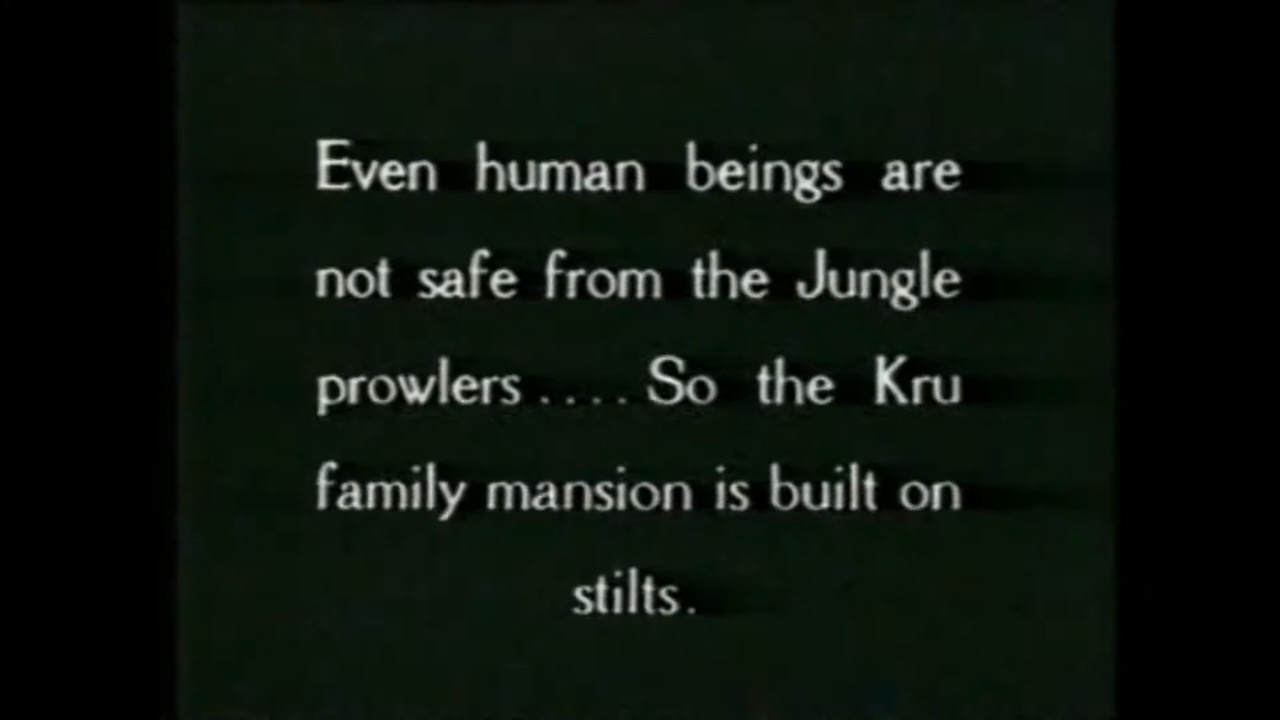 Even human beings are
not safe from the Jungle
prowlers.... So the Kru
family mansion is built on
stilts.